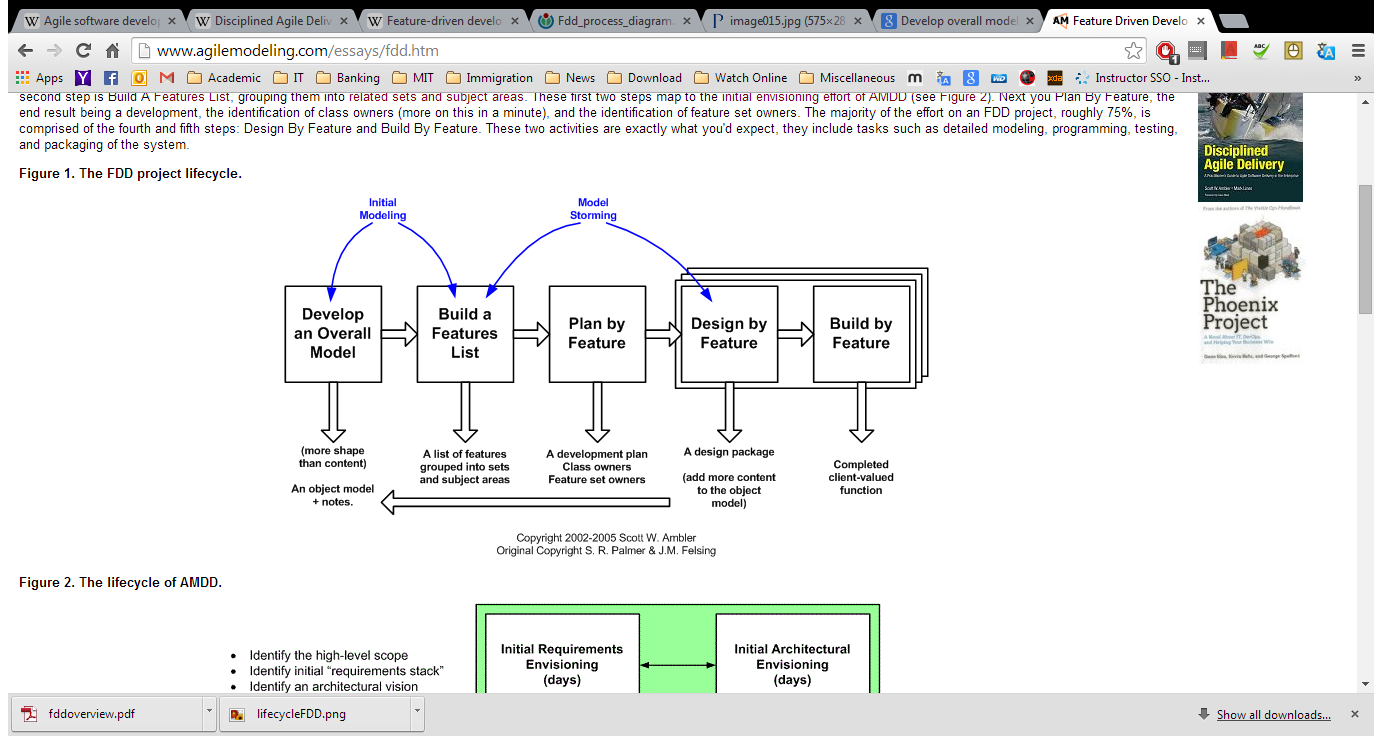 Agile software develop
Disciplined Agile Deliv
Feature-driven develo
Fdd_process_diagram.
image015.jpg (575×28
Develop overall mode
Feature Driven Develo
www.agilemodeling.com/essays/fdd.htm
Apps
Academic
IT
Banking
MIT
Immigration
News
Download
Watch Online
Miscellaneous
Instructor SSO - Inst...
second step is Build A Features List, grouping them into related sets and subject areas. These first two steps map to the initial envisioning effort of AMDD (see Figure 2). Next you Plan By Feature, the
end result being a development, the identification of class owners (more on this in a minute), and the identification of feature set owners. The majority of the effort on an FDD project, roughly 75%, is
comprised of the fourth and fifth steps: Design By Feature and Build By Feature. These two activities are exactly what you'd expect, they include tasks such as detailed modeling, programming, testing,
and packaging of the system.
Figure 1. The FDD project lifecycle.
Initial
Modeling
Model
Storming
Develop
an Overall
Model
Build a
Features
List
Plan by
Feature
Design by
Feature
Build by
Feature
(more shape
than content)
An object model
+ notes.
A list of features
grouped into sets
and subject areas
A development plan
Class owners
Feature set owners
A design package
(add more content
to the object
model)
Completed
client-valued
function
Copyright 2002-2005 Scott W. Ambler
Original Copyright S. R. Palmer & J.M. Felsing
Figure 2. The lifecycle of AMDD.
Identify the high-level scope
Identify initial “requirements stack”
Identify an architectural vision
Initial Requirements
Envisioning
(days)
Initial Architectural
Envisioning
(days)
Disciplined
Agile Delivery
The
Phoenix
Project
fddoverview.pdf
lifecycleFDD.png
Show all downloads...